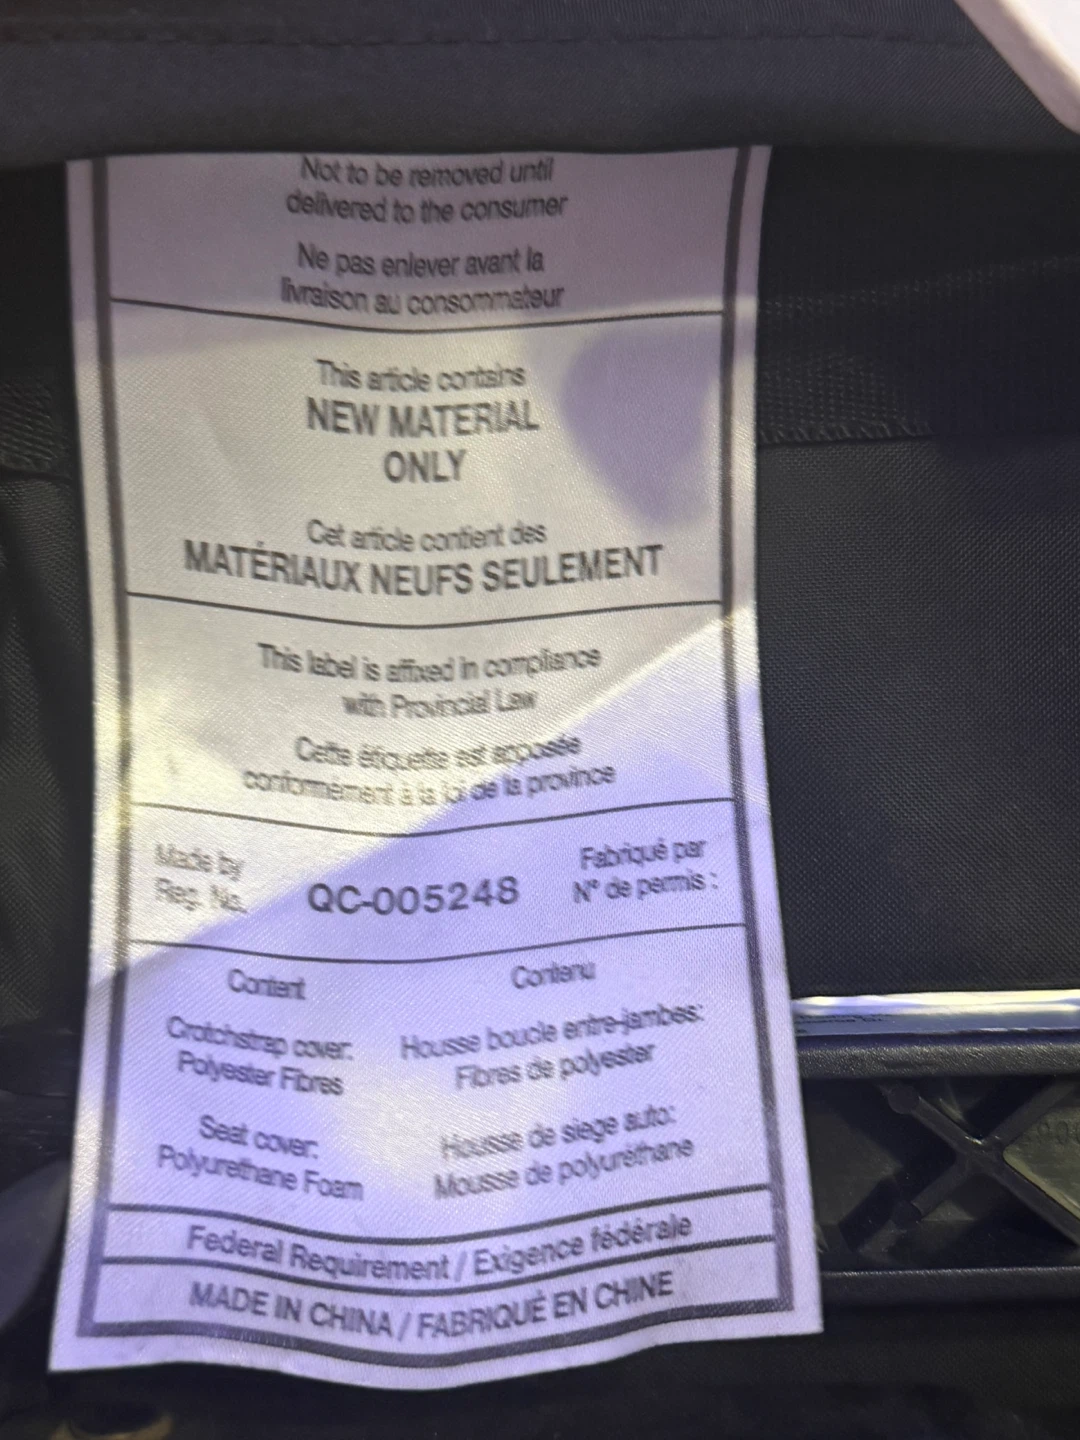 Not to be removed until
delivered to the consumer
Ne pas enlever avant la
livraison au consommateur
This article contains
NEW MATERIAL
ONLY
Cet article contient des
MATÉRIAUX NEUFS SEULEMENT
This label is affixed in compliance
with Provincial Law
Cette étiquette est apposée
conformément à la loi de la province
Made by
Reg. No.
QC-005248
Fabriqué par
N° de permis :
Content
Crotchstrap cover:
Polyester Fibres
Seat cover:
Polyurethane Foam
Contenu
Housse boucle entre-jambes:
Fibres de polyester
Housse de siege auto:
Mousse de polyuréthane
Federal Requirement / Exigence fédérale
MADE IN CHINA / FABRIQUÉ EN CHINE